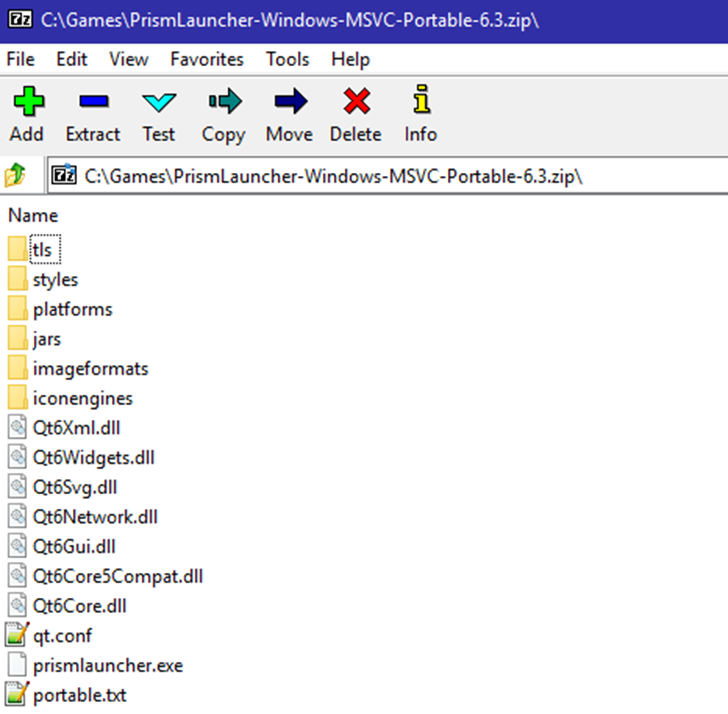 7z C:\Games\PrismLauncher-Windows-MSVC-Portable-6.3.zip\
File Edit View Favorites Tools Help
Add Extract Test Copy Move Delete Info
7z C:\Games\PrismLauncher-Windows-MSVC-Portable-6.3.zip\
Name
tls
styles
platforms
jars
imageformats
iconengines
Qt6Xml.dll
Qt6Widgets.dll
Qt6Svg.dll
Qt6Network.dll
Qt6Gui.dll
Qt6Core5Compat.dll
Qt6Core.dll
qt.conf
prismlauncher.exe
portable.txt